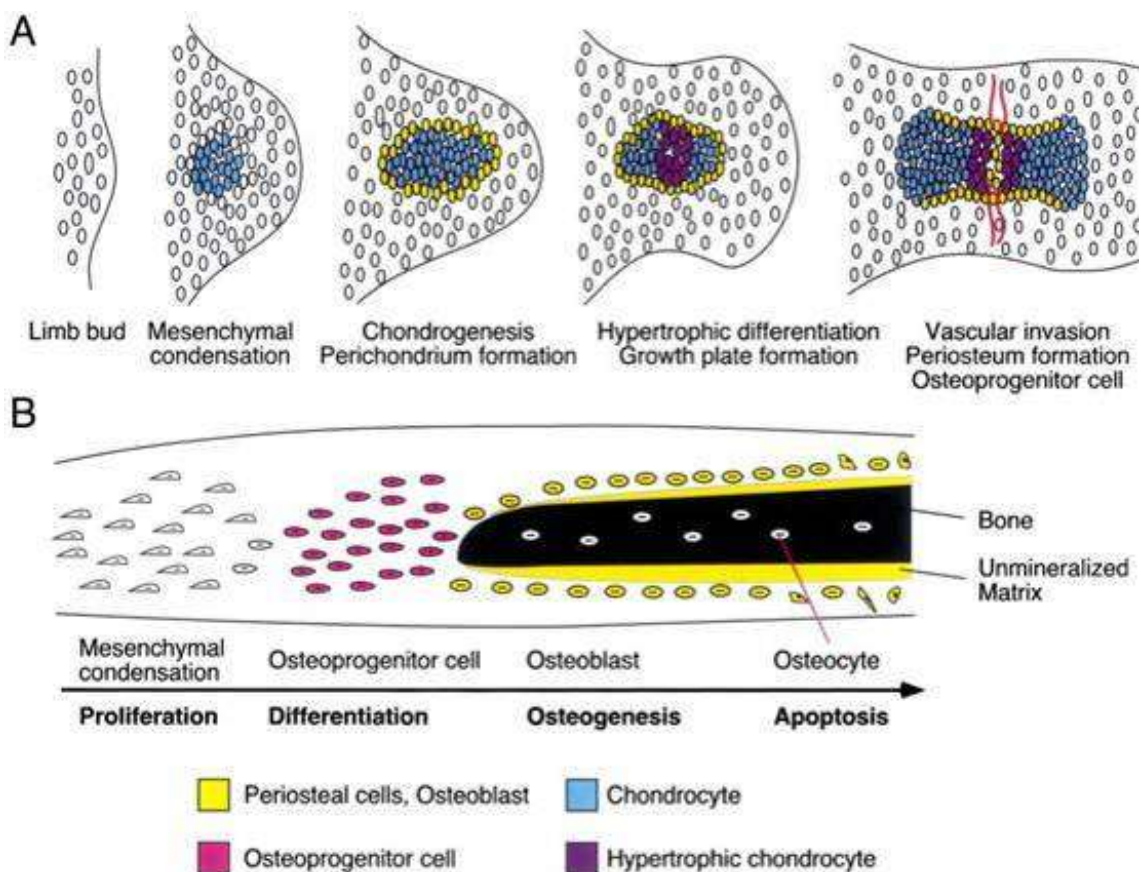 A
Limb bud
Mesenchymal
condensation
Chondrogenesis
Perichondrium formation
Hypertrophic differentiation
Growth plate formation
Vascular invasion
Periosteum formation
Osteoprogenitor cell
B
Bone
Unmineralized
Matrix
Mesenchymal
condensation
Osteoprogenitor cell
Osteoblast
Osteocyte
Proliferation
Differentiation
Osteogenesis
Apoptosis
Periosteal cells, Osteoblast
Chondrocyte
Osteoprogenitor cell
Hypertrophic chondrocyte